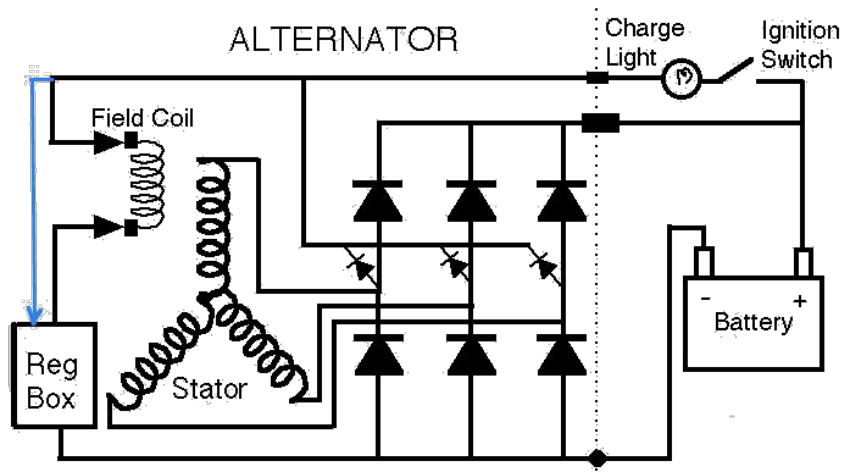 ALTERNATOR
Charge
Light
Ignition
Switch
Field Coil
Reg
Box
Stator
-
+
Battery